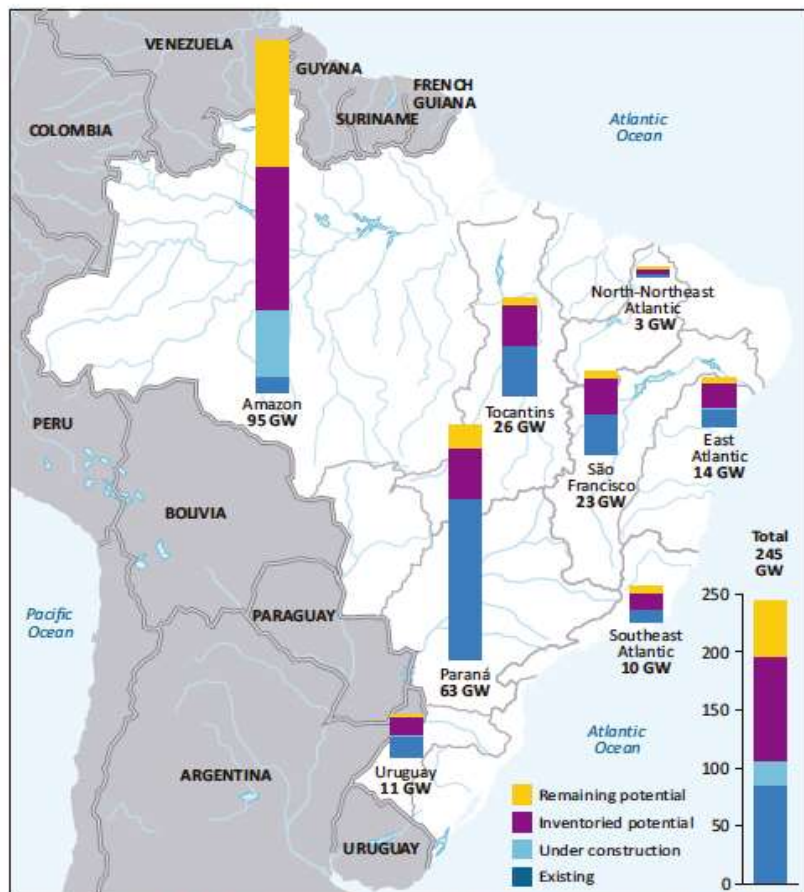 VENEZUELA
GUYANA
FRENCH
GUIANA
SURINAME
COLOMBIA
Atlantic
Ocean
North-Northeast
Atlantic
3 GW
Amazon
95 GW
Tocantins
26 GW
PERU
São
Francisco
23 GW
East
Atlantic
14 GW
BOLIVIA
Total
245
GW
Pacific
Ocean
PARAGUAY
Paraná
63 GW
Southeast
Atlantic
10 GW
Atlantic
Ocean
ARGENTINA
Uruguay
11 GW
URUGUAY
250
200
150
100
50
0
Remaining potential
Inventoried potential
Under construction
Existing